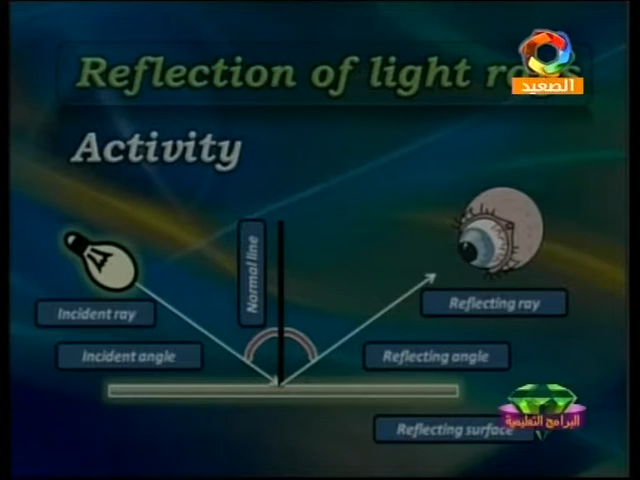 Reflection of light rays
الصعيد
Activity
Normal line
Incident ray
Reflecting ray
Incident angle
Reflecting angle
Reflecting surface
البرامج التعليمية